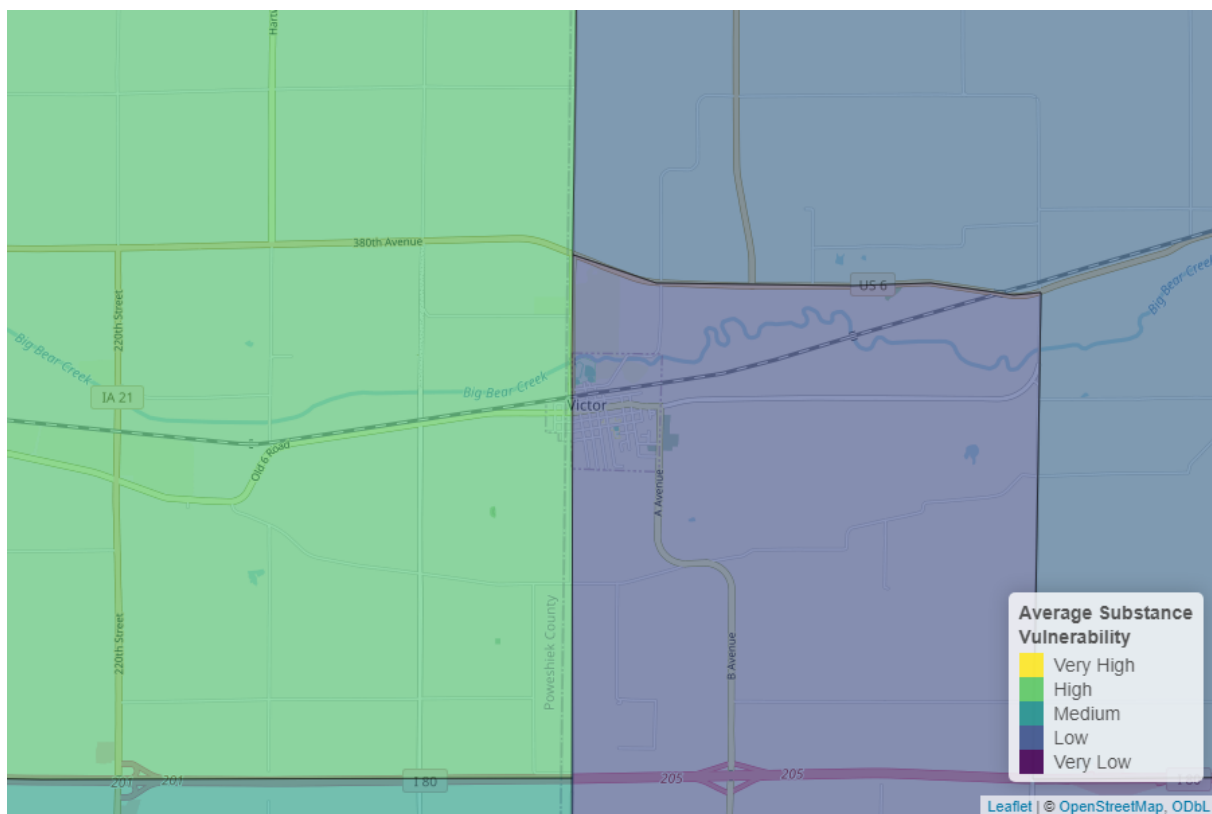 Hartw
380th Avenue
220th Street
US 6
Big Bear Creek
Big Bear Creek
Big Bear Creek
IA 21
Victor
Old 6 Road
A Avenue
Poweshiek County
220th Street
B Avenue
Average Substance
Vulnerability
Very High
High
Medium
Low
Very Low
201
201
I 80
205
205
I 80
Leaflet | © OpenStreetMap, ODbL